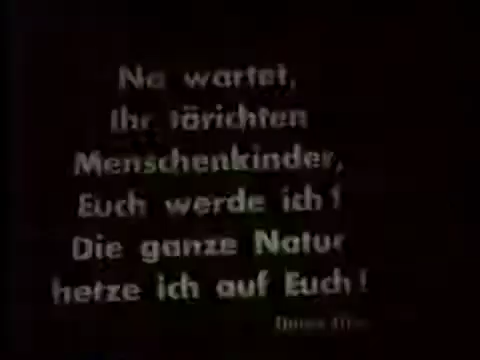 Na wartet,
Ihr törichten
Menschenkinder,
Euch werde ich!
Die ganze Natur
hetze ich auf Euch!